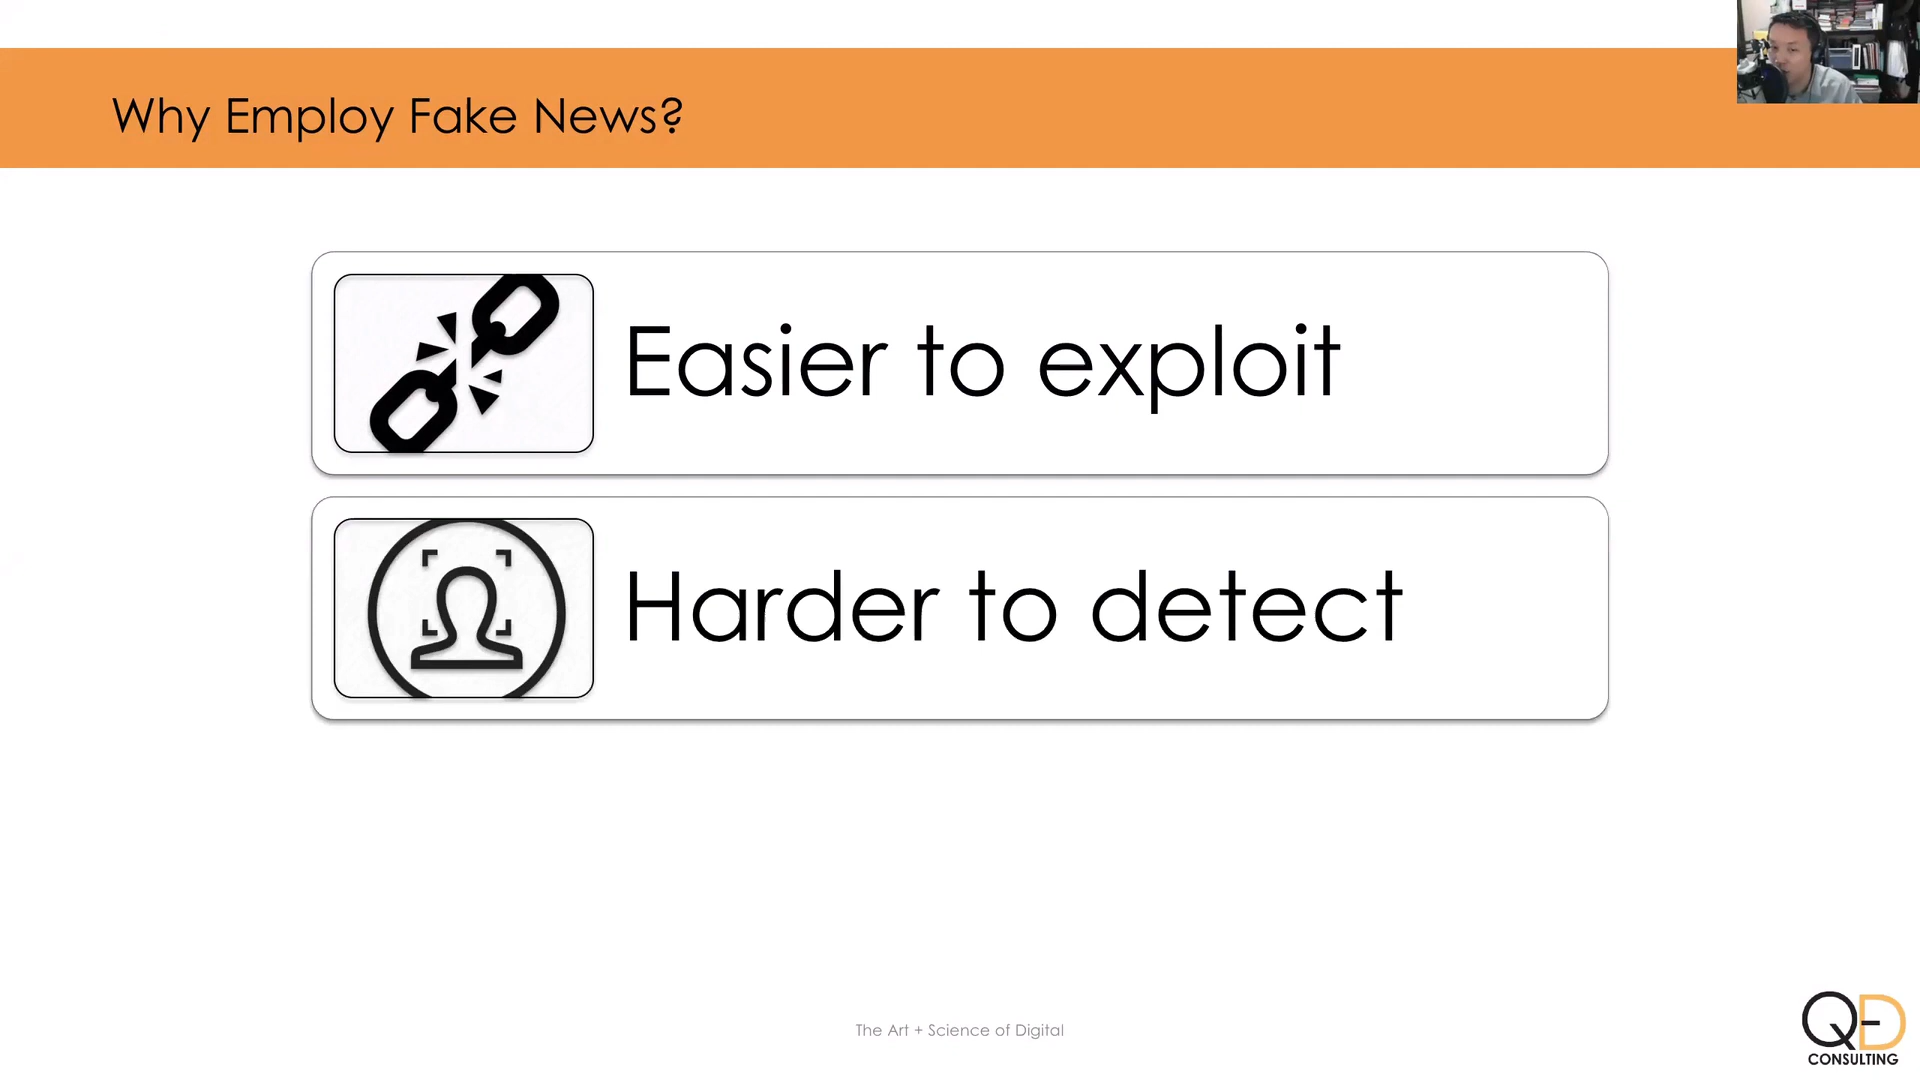 Why Employ Fake News?
Easier to exploit
Harder to detect
The Art + Science of Digital
QED
CONSULTING